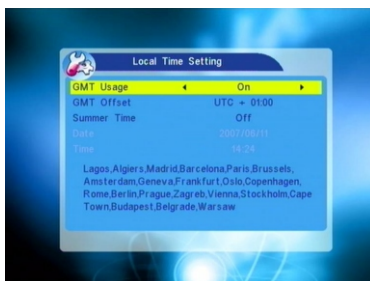 Local Time Setting
GMT Usage On
GMT Offset UTC + 01:00
Summer Time Off
Date 2007/06/11
Time 14:24
Lagos,Algiers,Madrid,Barcelona,Paris,Brussels,
Amsterdam,Geneva,Frankfurt,Oslo,Copenhagen,
Rome,Berlin,Prague,Zagreb,Vienna,Stockholm,Cape
Town,Budapest,Belgrade,Warsaw